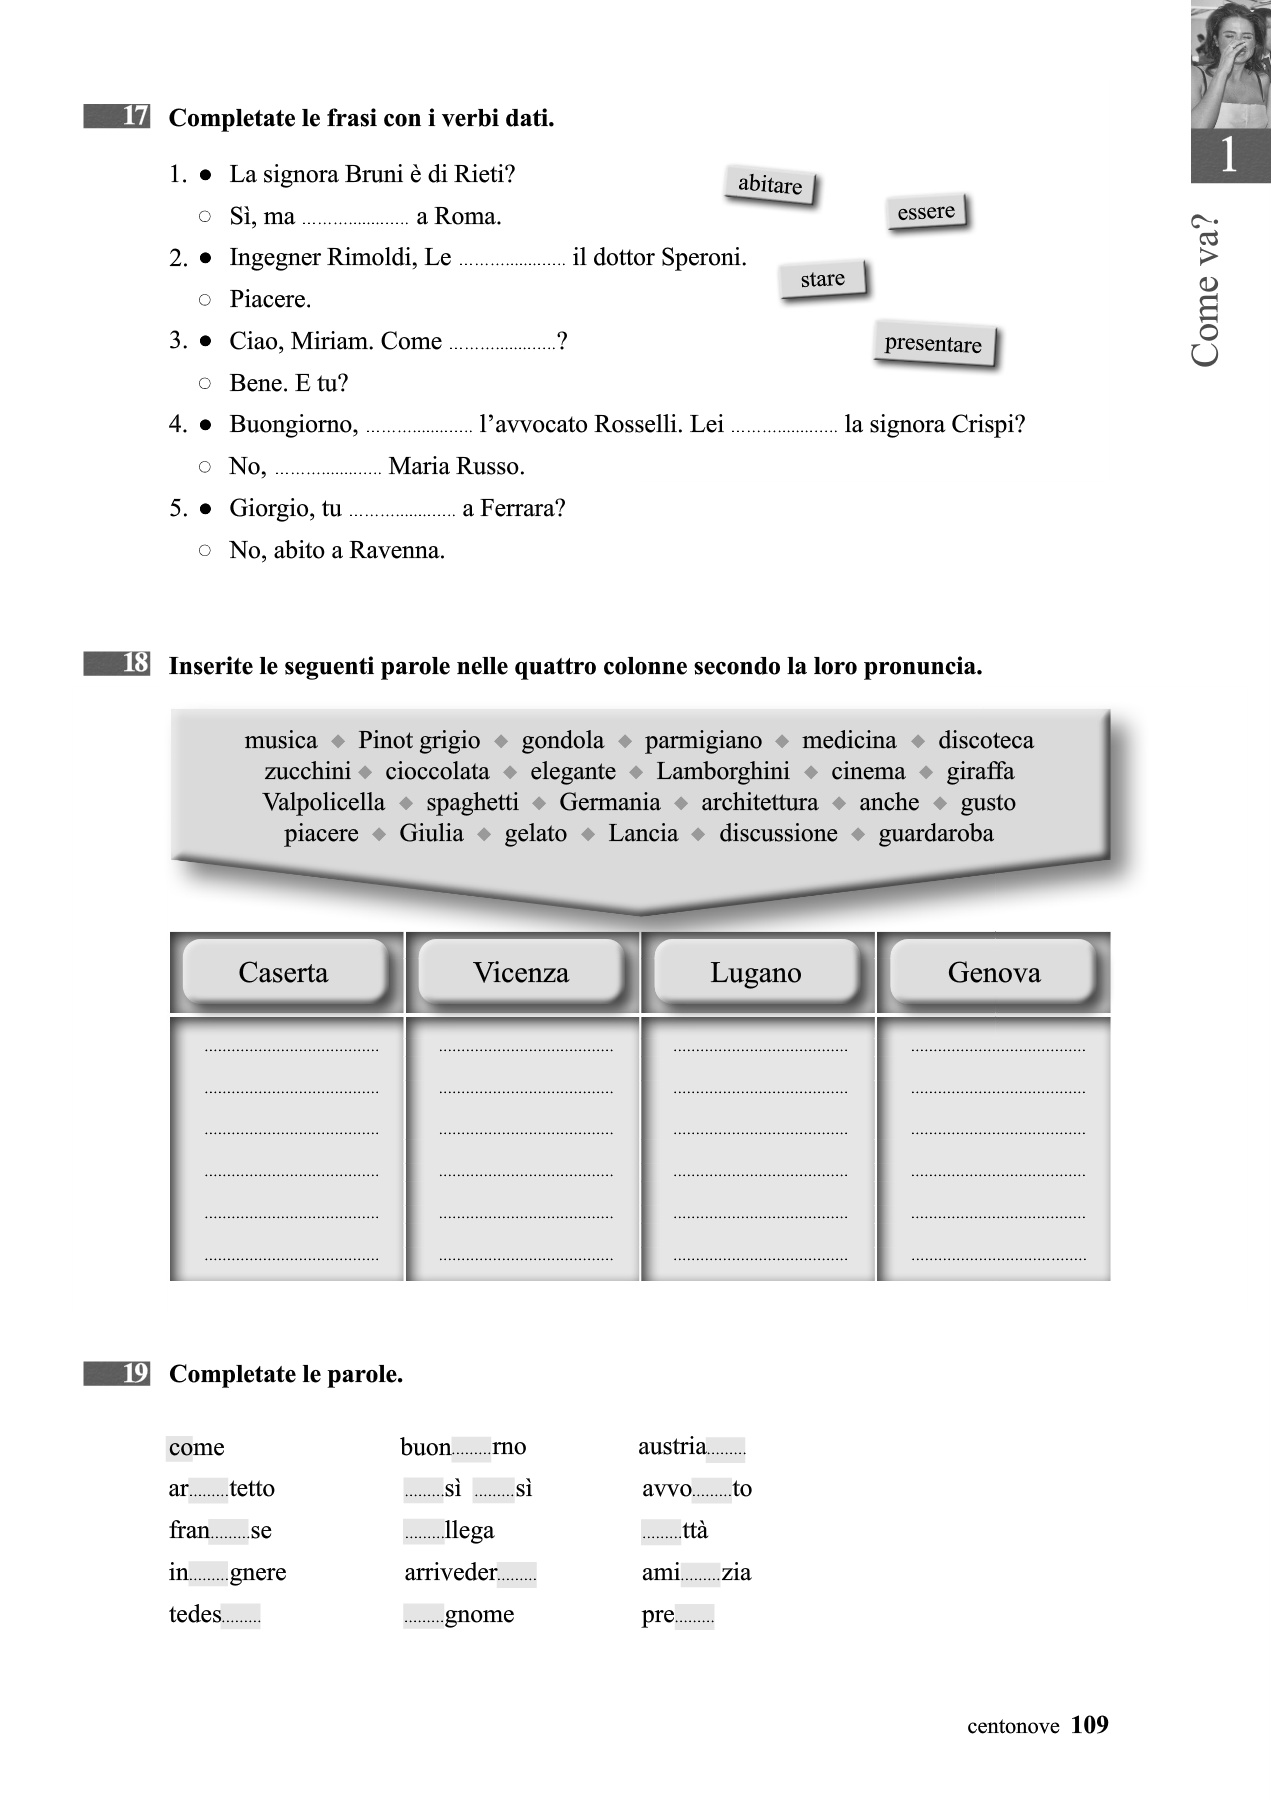 1
Come va?
17 Completate le frasi con i verbi dati.
1. ● La signora Bruni è di Rieti?
○ Sì, ma ..................... a Roma.
2. ● Ingegner Rimoldi, Le ..................... il dottor Speroni.
○ Piacere.
3. ● Ciao, Miriam. Come .....................?
○ Bene. E tu?
4. ● Buongiorno, ..................... l’avvocato Rosselli. Lei ..................... la signora Crispi?
○ No, ..................... Maria Russo.
5. ● Giorgio, tu ..................... a Ferrara?
○ No, abito a Ravenna.
abitare
essere
stare
presentare
18 Inserite le seguenti parole nelle quattro colonne secondo la loro pronuncia.
musica ◆ Pinot grigio ◆ gondola ◆ parmigiano ◆ medicina ◆ discoteca
zucchini ◆ cioccolata ◆ elegante ◆ Lamborghini ◆ cinema ◆ giraffa
Valpolicella ◆ spaghetti ◆ Germania ◆ architettura ◆ anche ◆ gusto
piacere ◆ Giulia ◆ gelato ◆ Lancia ◆ discussione ◆ guardaroba
Caserta Vicenza Lugano Genova
19 Completate le parole.
come buon.........rno austria.........
ar.........tetto .........sì .........sì avvo.........to
fran.........se .........llega .........ttà
in.........gnere arriveder......... ami.........zia
tedes......... .........gnome pre.........
centonove 109